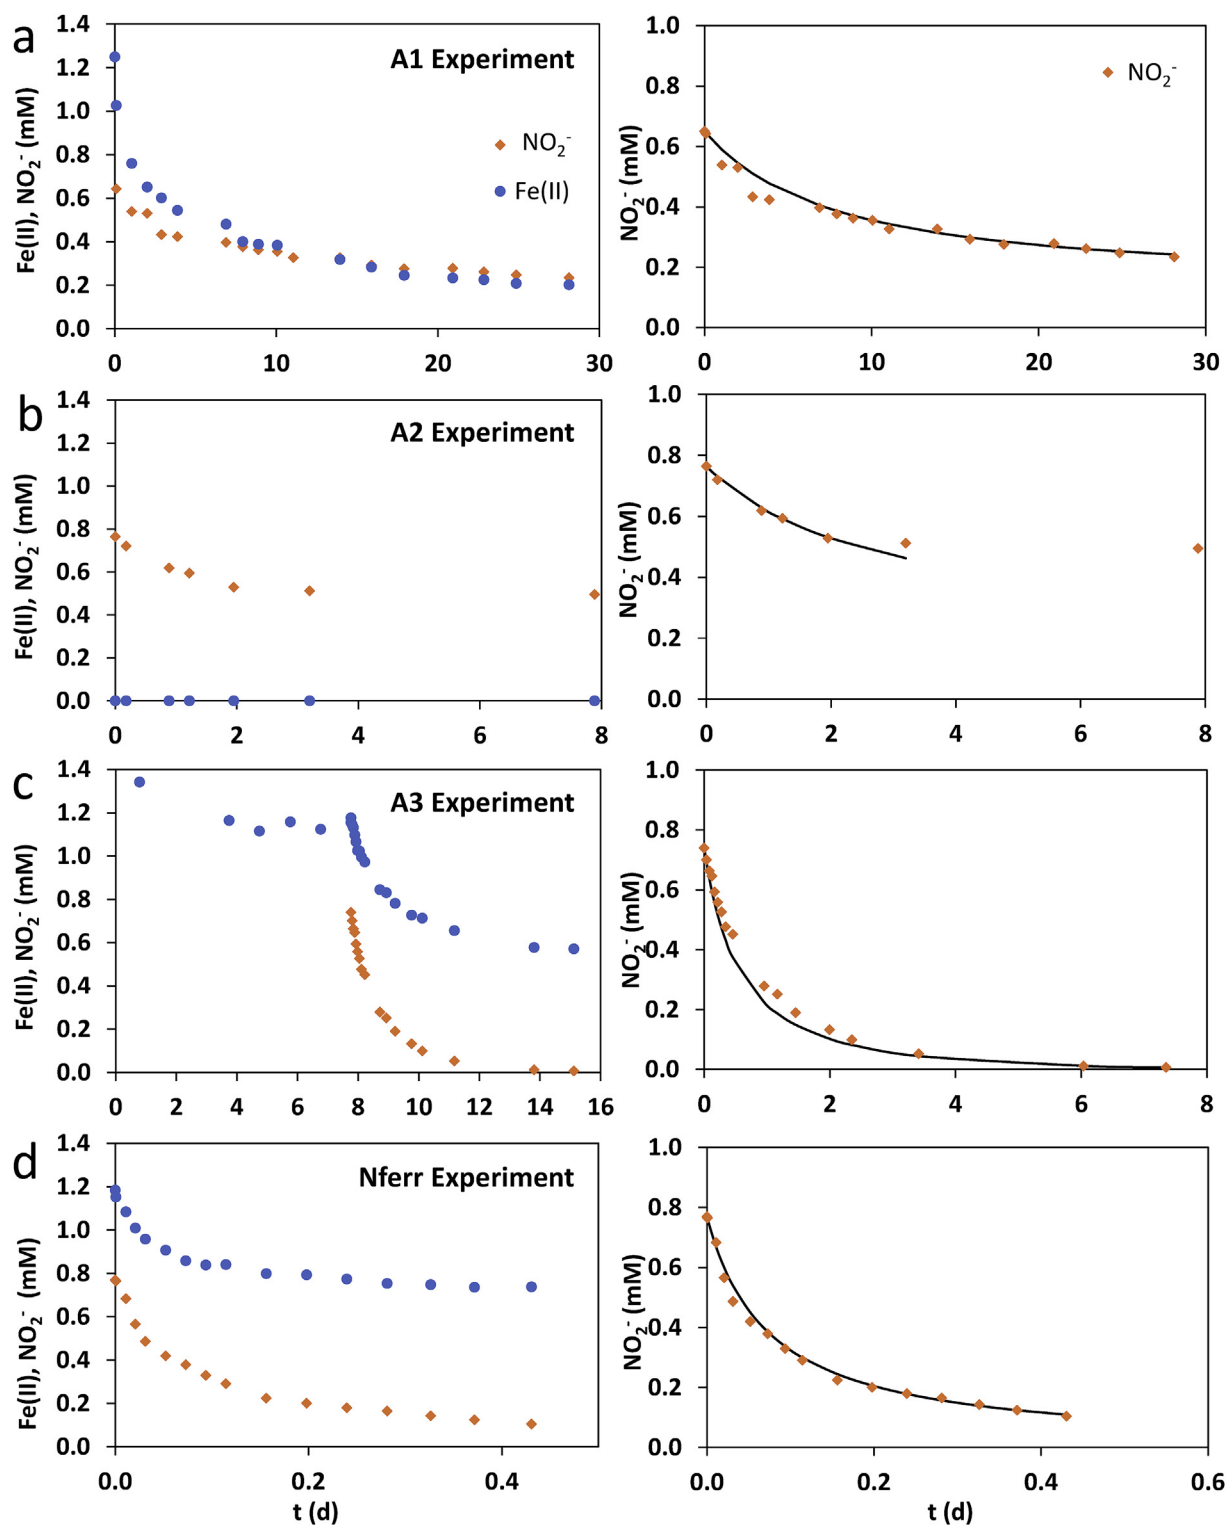 a
A1 Experiment
Fe(II), NO₂⁻ (mM)
1.4
1.2
1.0
0.8
0.6
0.4
0.2
0.0
0 10 20 30
NO₂⁻
Fe(II)
NO₂⁻ (mM)
1.0
0.8
0.6
0.4
0.2
0.0
0 10 20 30
NO₂⁻
b
A2 Experiment
Fe(II), NO₂⁻ (mM)
1.4
1.2
1.0
0.8
0.6
0.4
0.2
0.0
0 2 4 6 8
NO₂⁻ (mM)
1.0
0.8
0.6
0.4
0.2
0.0
0 2 4 6 8
c
A3 Experiment
Fe(II), NO₂⁻ (mM)
1.4
1.2
1.0
0.8
0.6
0.4
0.2
0.0
0 2 4 6 8 10 12 14 16
NO₂⁻ (mM)
1.0
0.8
0.6
0.4
0.2
0.0
0 2 4 6 8
d
Nferr Experiment
Fe(II), NO₂⁻ (mM)
1.4
1.2
1.0
0.8
0.6
0.4
0.2
0.0
0.0 0.2 0.4
t (d)
NO₂⁻ (mM)
1.0
0.8
0.6
0.4
0.2
0.0
0.0 0.2 0.4 0.6
t (d)